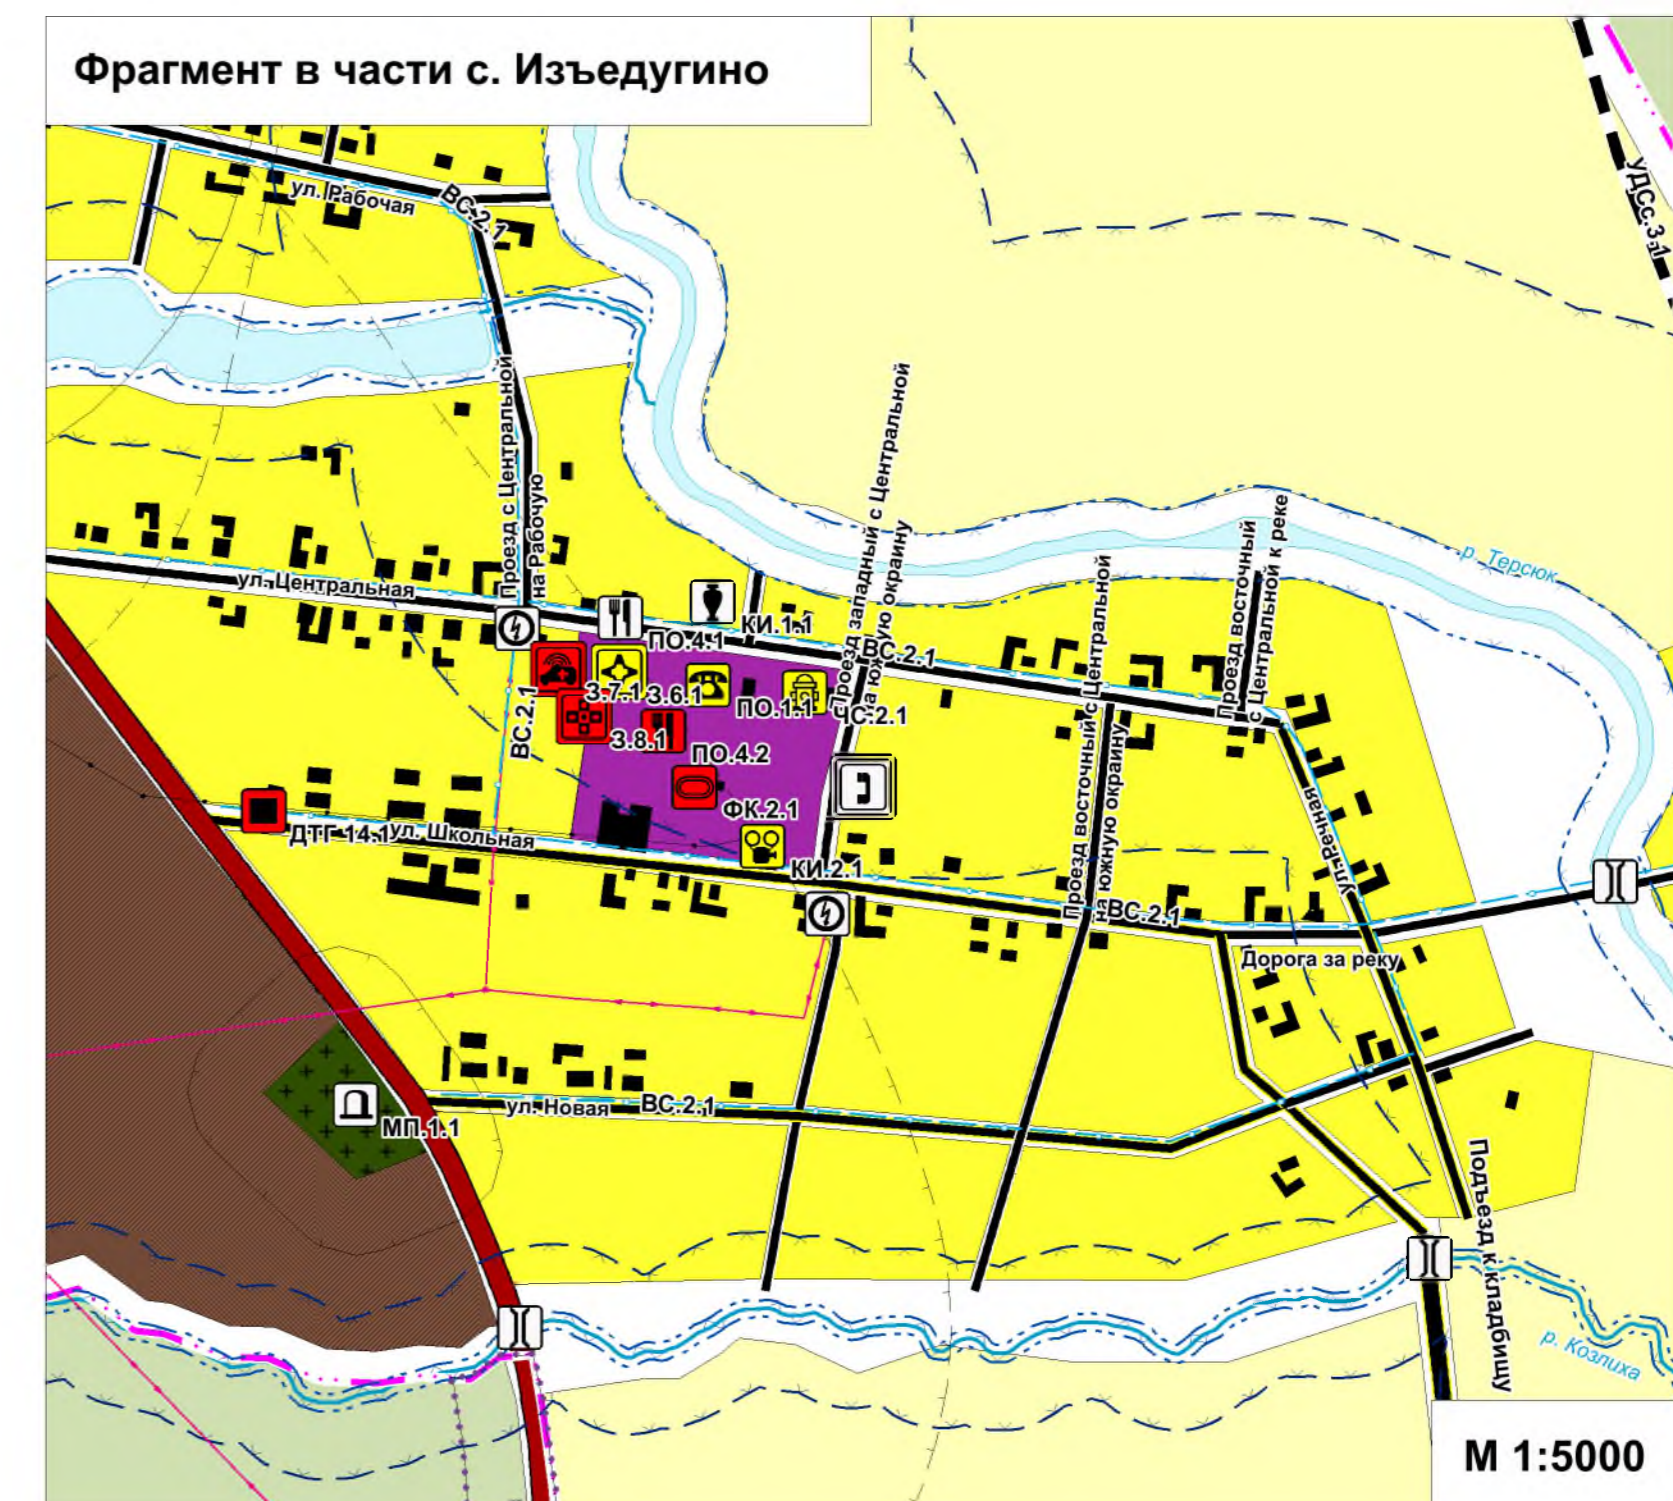 Фрагмент в части с. Изъедугино
УДСс.3.1
ул. Рабочая
ВС.2.1
Проезд с Центральной
на Рабочую
Проезд западный с Центральной
на южную окраину
р. Терсюк
Проезд восточный
с Центральной к реке
Проезд восточный с Центральной
на южную окраину
ул. Центральная
КИ.1.1
ПО.4.1
ВС.2.1
ВС.2.1
З.7.1
З.6.1
ПО.1.1
ЧС.2.1
З.8.1
ПО.4.2
ФК.2.1
ДТГ 14.1
ул. Школьная
КИ.2.1
ул. Речная
ВС.2.1
Дорога за реку
ул. Новая
ВС.2.1
МП.1.1
Подъезд к кладбищу
р. Козлиха
М 1:5000